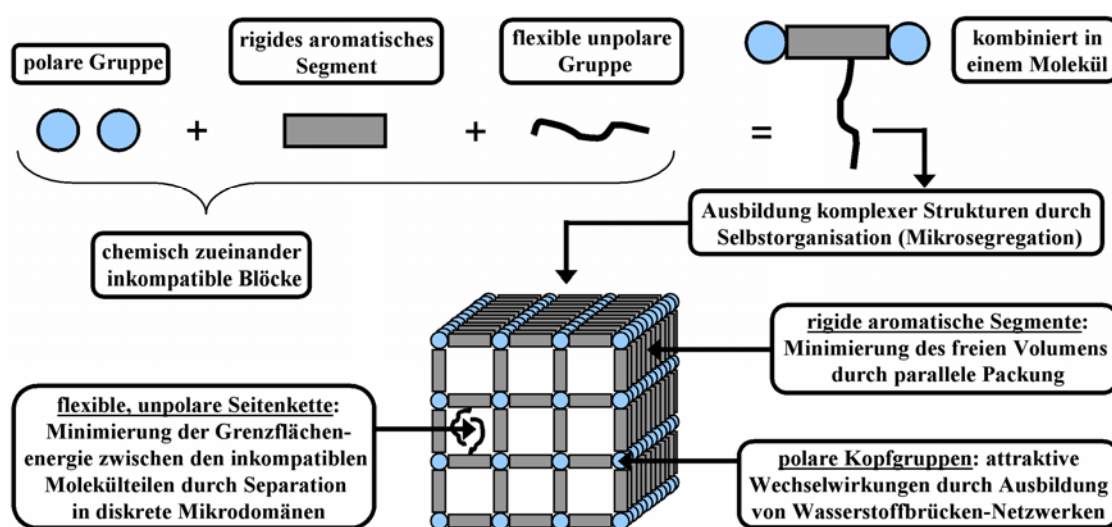 polare Gruppe
rigides aromatisches
Segment
flexible unpolare
Gruppe
kombiniert in
einem Molekül
+
+
=
chemisch zueinander
inkompatible Blöcke
Ausbildung komplexer Strukturen durch
Selbstorganisation (Mikrosegregation)
rigide aromatische Segmente:
Minimierung des freien Volumens
durch parallele Packung
flexible, unpolare Seitenkette:
Minimierung der Grenzflächen-
energie zwischen den inkompatiblen
Molekülteilen durch Separation
in diskrete Mikrodomänen
polare Kopfgruppen: attraktive
Wechselwirkungen durch Ausbildung
von Wasserstoffbrücken-Netzwerken